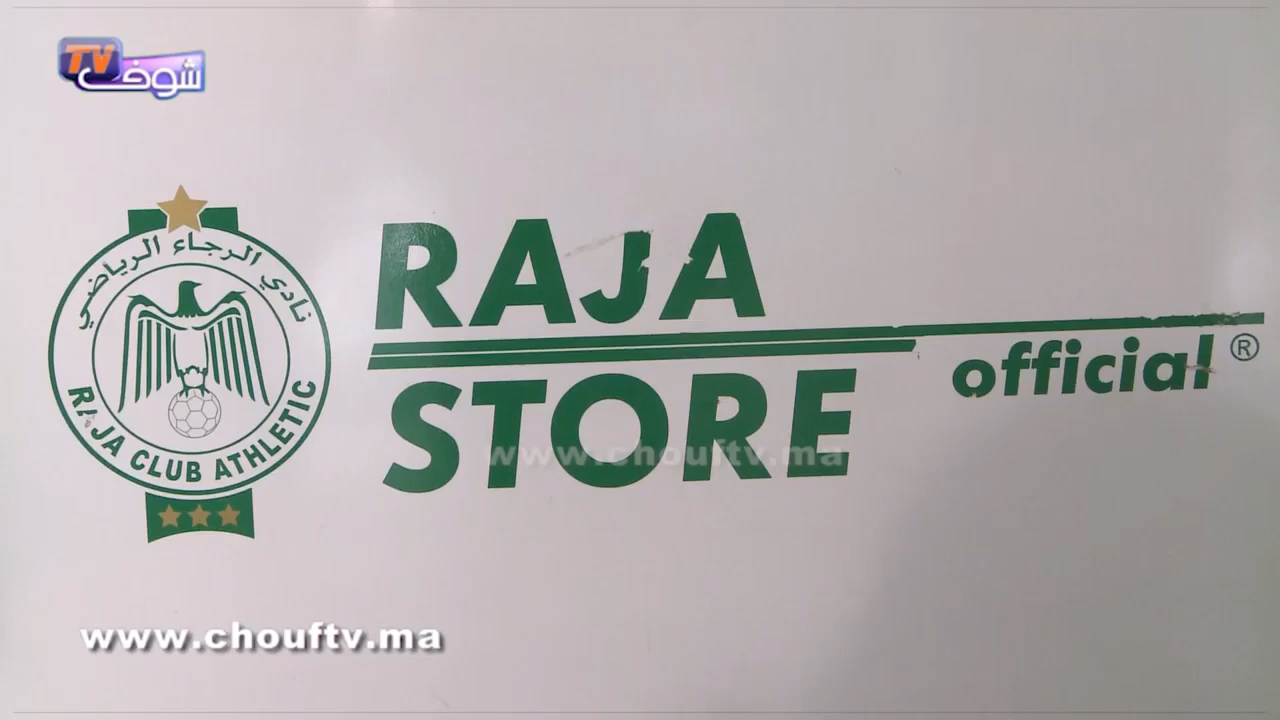 TV شوف
نادي الرجاء الرياضي
RAJA CLUB ATHLETIC
RAJA
STORE
official ®
www.chouftv.ma
www.chouftv.ma